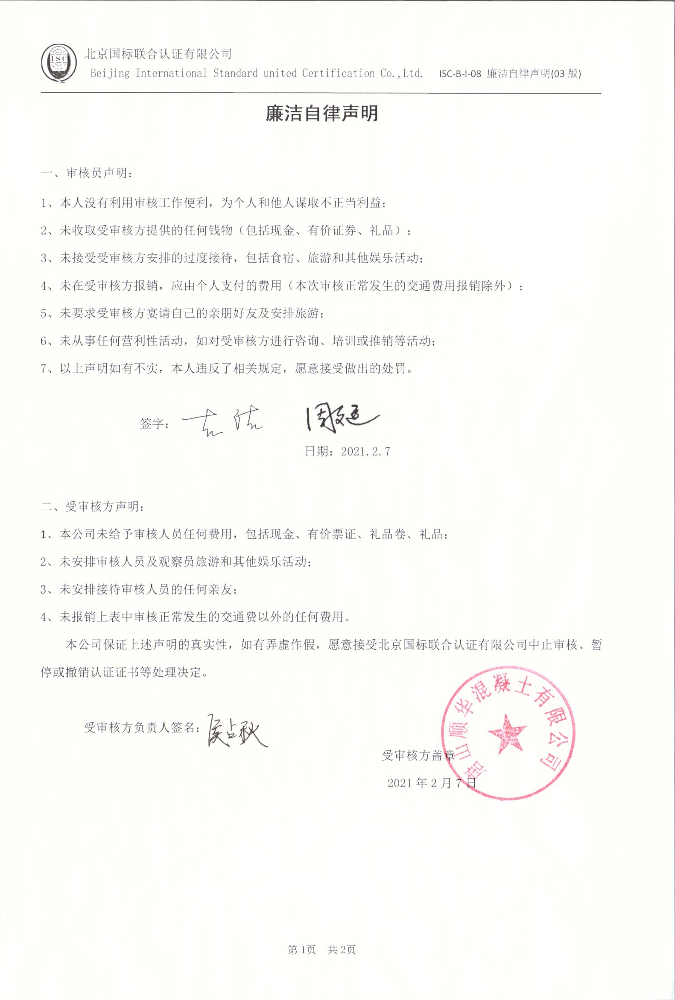 ISC
北京国标联合认证有限公司
Beijing International Standard united Certification Co.,Ltd. ISC-B-I-08 廉洁自律声明(03 版)
廉洁自律声明
一、审核员声明：
1、本人没有利用审核工作便利，为个人和他人谋取不正当利益；
2、未收取受审核方提供的任何钱物（包括现金、有价证券、礼品）；
3、未接受受审核方安排的过度接待，包括食宿、旅游和其他娱乐活动；
4、未在受审核方报销，应由个人支付的费用（本次审核正常发生的交通费用报销除外）；
5、未要求受审核方宴请自己的亲朋好友及安排旅游；
6、未从事任何营利性活动，如对受审核方进行咨询、培训或推销等活动；
7、以上声明如有不实，本人违反了相关规定，愿意接受做出的处罚。
签字：
日期：2021.2.7
二、受审核方声明：
1、本公司未给予审核人员任何费用，包括现金、有价票证、礼品卷、礼品；
2、未安排审核人员及观察员旅游和其他娱乐活动；
3、未安排接待审核人员的任何亲友；
4、未报销上表中审核正常发生的交通费以外的任何费用。
本公司保证上述声明的真实性，如有弄虚作假，愿意接受北京国标联合认证有限公司中止审核、暂
停或撤销认证证书等处理决定。
受审核方负责人签名：侯占秋
唐山顺华混凝土有限公司
受审核方盖章
2021 年 2 月 7 日
第 1页 共 2页